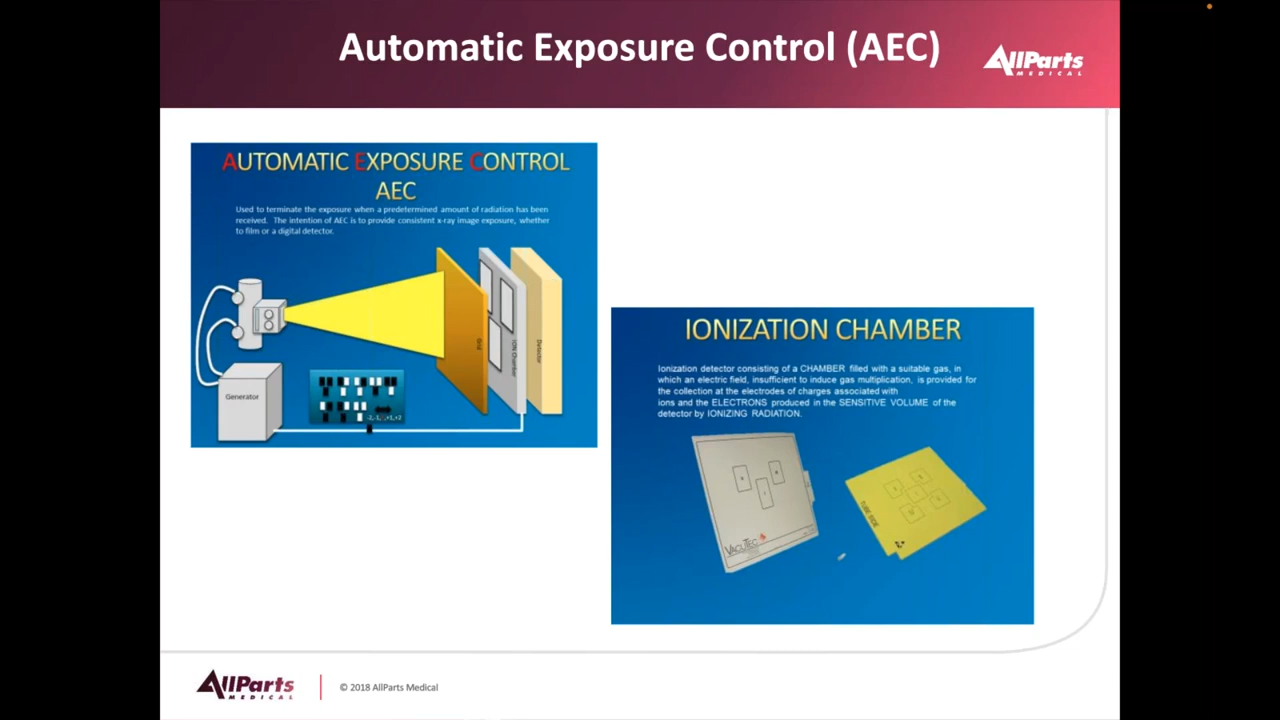 Automatic Exposure Control (AEC)
AllParts
MEDICAL
AUTOMATIC EXPOSURE CONTROL
AEC
Used to terminate the exposure when a predetermined amount of radiation has been
received. The intention of AEC is to provide consistent x-ray image exposure, whether
to film or a digital detector.
Grid
ION Chamber
Detector
Generator
-2,-1, ,+1,+2
IONIZATION CHAMBER
Ionization detector consisting of a CHAMBER filled with a suitable gas, in
which an electric field, insufficient to induce gas multiplication, is provided for
the collection at the electrodes of charges associated with
ions and the ELECTRONS produced in the SENSITIVE VOLUME of the
detector by IONIZING RADIATION.
VACUTEC
TUBE SIDE
AllParts
MEDICAL
© 2018 AllParts Medical